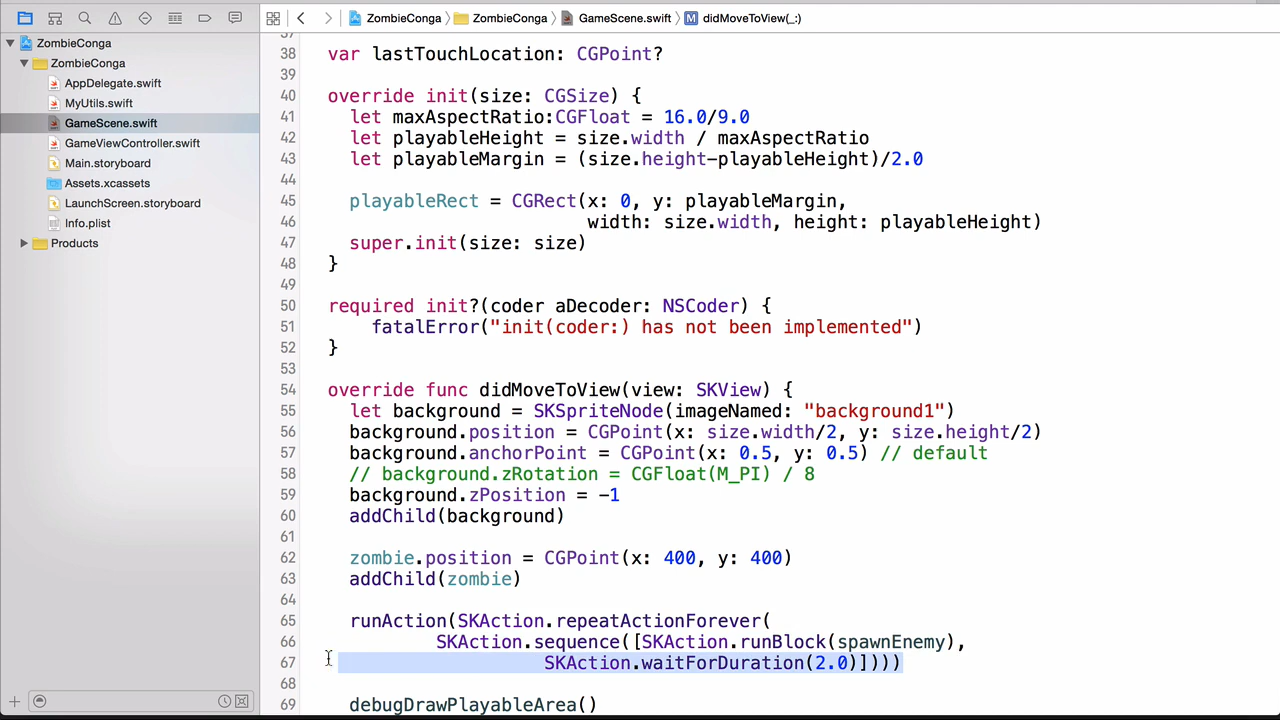 ZombieConga
ZombieConga
AppDelegate.swift
MyUtils.swift
GameScene.swift
GameViewController.swift
Main.storyboard
Assets.xcassets
LaunchScreen.storyboard
Info.plist
Products
ZombieConga
ZombieConga
GameScene.swift
M
didMoveToView(_:)
37
38 var lastTouchLocation: CGPoint?
39
40 override init(size: CGSize) {
41 let maxAspectRatio:CGFloat = 16.0/9.0
42 let playableHeight = size.width / maxAspectRatio
43 let playableMargin = (size.height-playableHeight)/2.0
44
45 playableRect = CGRect(x: 0, y: playableMargin,
46 width: size.width, height: playableHeight)
47 super.init(size: size)
48 }
49
50 required init?(coder aDecoder: NSCoder) {
51 fatalError("init(coder:) has not been implemented")
52 }
53
54 override func didMoveToView(view: SKView) {
55 let background = SKSpriteNode(imageNamed: "background1")
56 background.position = CGPoint(x: size.width/2, y: size.height/2)
57 background.anchorPoint = CGPoint(x: 0.5, y: 0.5) // default
58 // background.zRotation = CGFloat(M_PI) / 8
59 background.zPosition = -1
60 addChild(background)
61
62 zombie.position = CGPoint(x: 400, y: 400)
63 addChild(zombie)
64
65 runAction(SKAction.repeatActionForever(
66 SKAction.sequence([SKAction.runBlock(spawnEnemy),
67 SKAction.waitForDuration(2.0)])))
68
69 debugDrawPlayableArea()